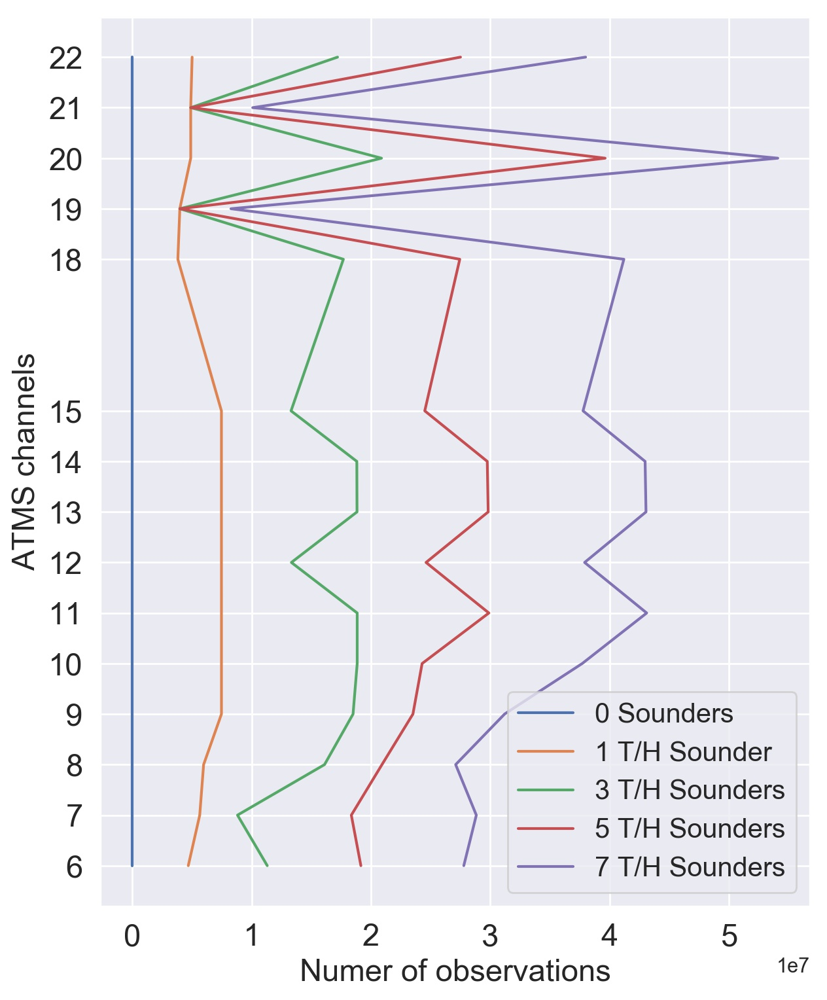 22
21
20
19
18
15
14
13
12
11
10
9
8
7
6
ATMS channels
0 Sounders
1 T/H Sounder
3 T/H Sounders
5 T/H Sounders
7 T/H Sounders
0 1 2 3 4 5
1e7
Numer of observations